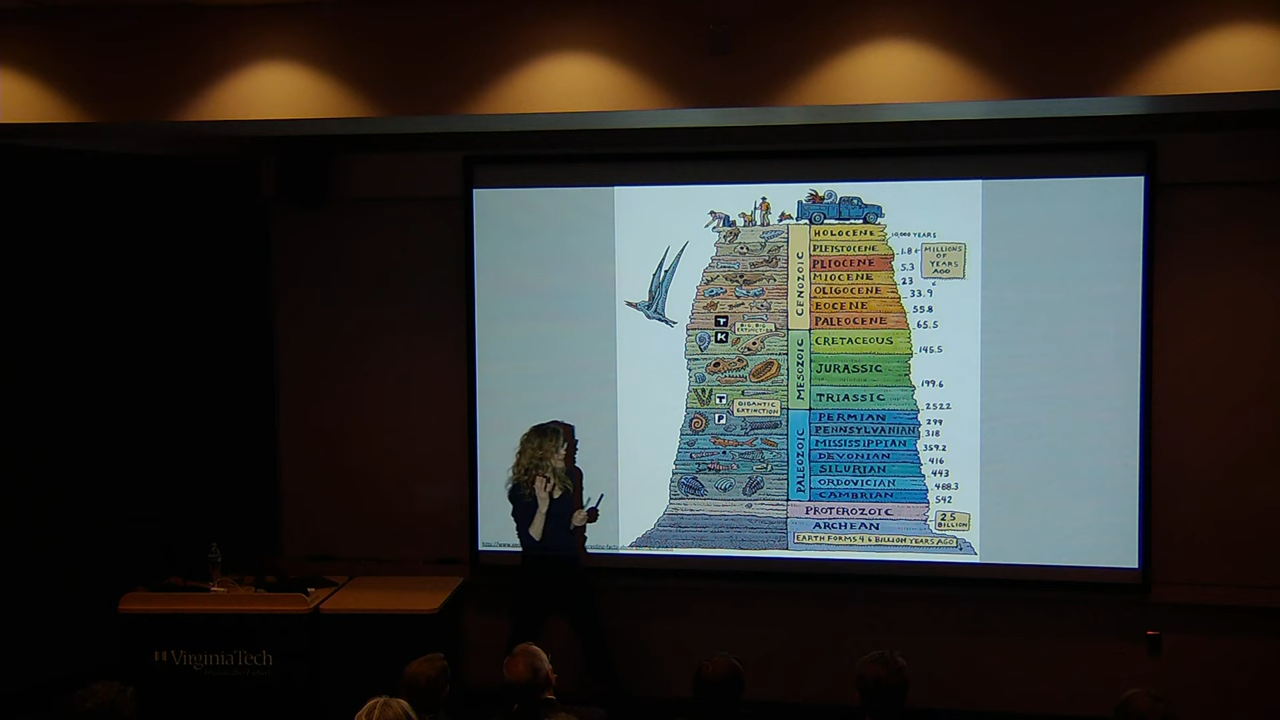 HOLOCENE
10,000 YEARS
PLEISTOCENE
1.8
MILLIONS
OF
YEARS
AGO
PLIOCENE
5.3
MIOCENE
23
OLIGOCENE
33.9
EOCENE
55.8
PALEOCENE
65.5
CENOZOIC
T
K
BIG, BIG
EXTINCTION
CRETACEOUS
145.5
JURASSIC
199.6
TRIASSIC
252.2
MESOZOIC
T
P
GIGANTIC
EXTINCTION
PERMIAN
299
PENNSYLVANIAN
318
MISSISSIPPIAN
359.2
DEVONIAN
416
SILURIAN
443
ORDOVICIAN
488.3
CAMBRIAN
542
PALEOZOIC
PROTEROZOIC
2.5
BILLION
ARCHEAN
EARTH FORMS 4.6 BILLION YEARS AGO
VirginiaTech